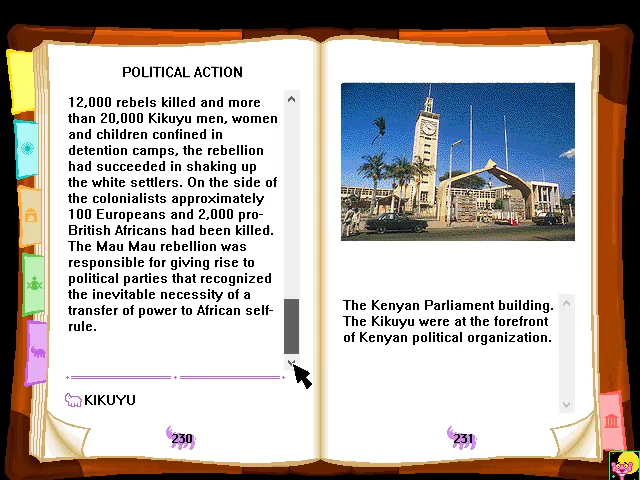 POLITICAL ACTION
12,000 rebels killed and more
than 20,000 Kikuyu men, women
and children confined in
detention camps, the rebellion
had succeeded in shaking up
the white settlers. On the side of
the colonialists approximately
100 Europeans and 2,000 pro-
British Africans had been killed.
The Mau Mau rebellion was
responsible for giving rise to
political parties that recognized
the inevitable necessity of a
transfer of power to African self-
rule.
KIKUYU
230
The Kenyan Parliament building.
The Kikuyu were at the forefront
of Kenyan political organization.
231